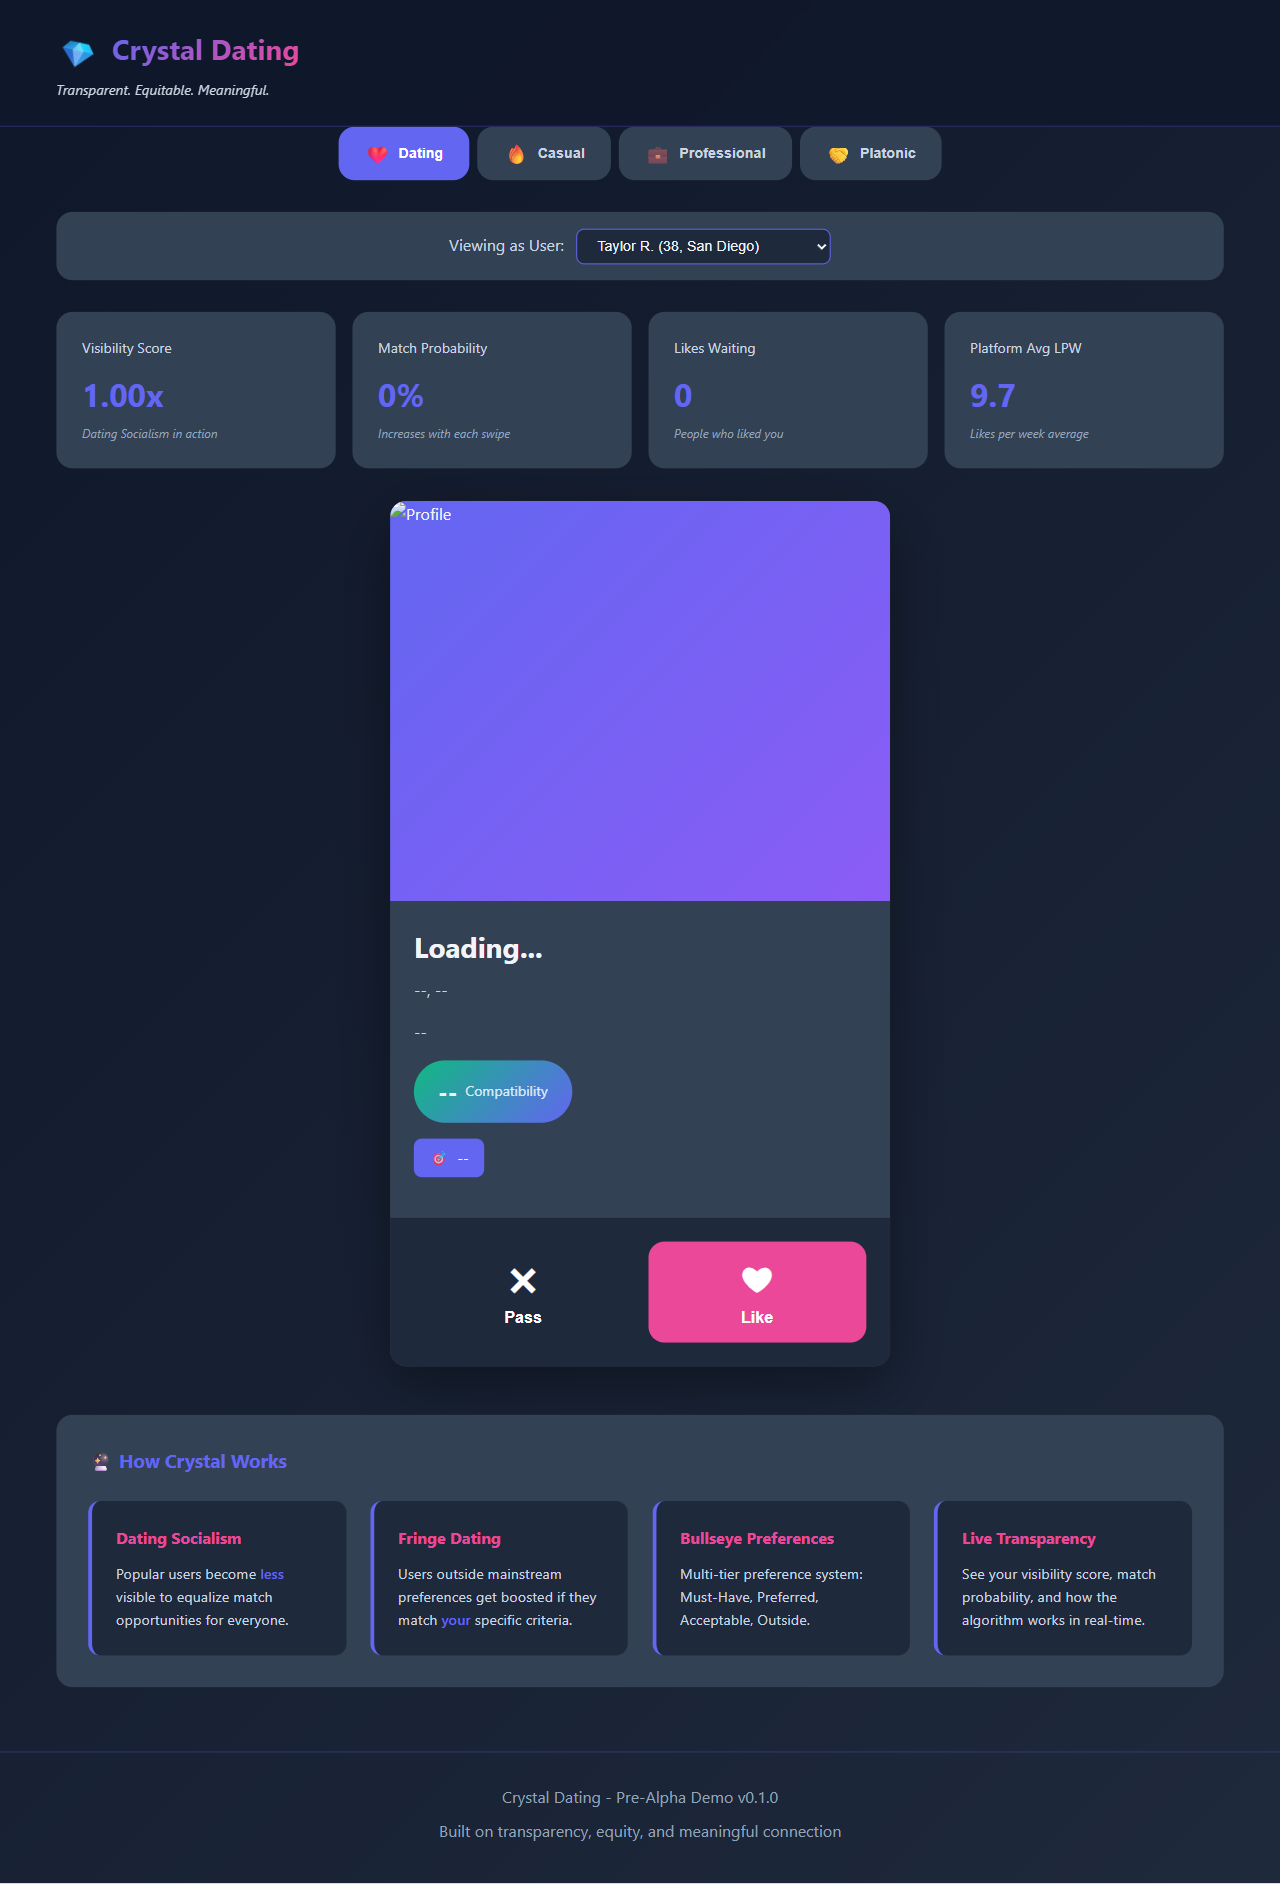 Crystal Dating
Transparent. Equitable. Meaningful.
Dating
Casual
Professional
Platonic
Viewing as User:
Taylor R. (38, San Diego)
Visibility Score
1.00x
Dating Socialism in action
Match Probability
0%
Increases with each swipe
Likes Waiting
0
People who liked you
Platform Avg LPW
9.7
Likes per week average
Profile
Loading...
--, --
--
-- Compatibility
--
Pass
Like
How Crystal Works
Dating Socialism
Popular users become less
visible to equalize match
opportunities for everyone.
Fringe Dating
Users outside mainstream
preferences get boosted if they
match your specific criteria.
Bullseye Preferences
Multi-tier preference system:
Must-Have, Preferred,
Acceptable, Outside.
Live Transparency
See your visibility score, match
probability, and how the
algorithm works in real-time.
Crystal Dating - Pre-Alpha Demo v0.1.0
Built on transparency, equity, and meaningful connection